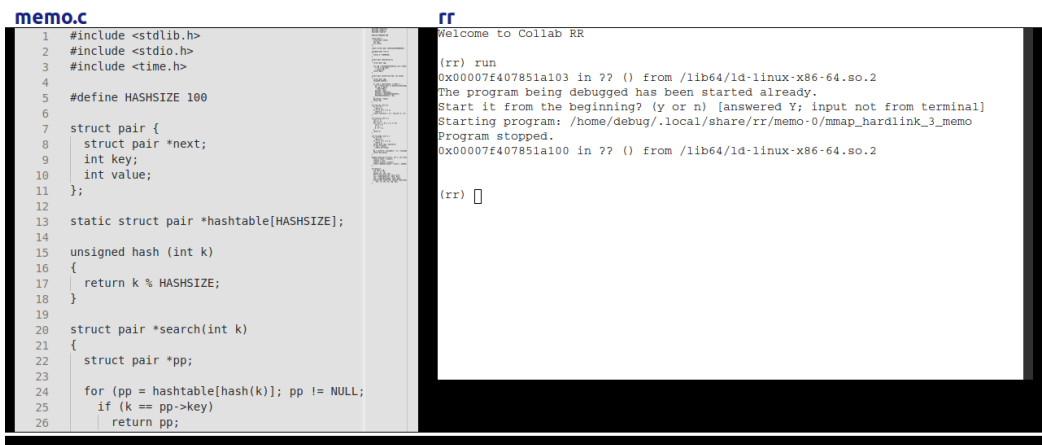 memo.c
1 #include <stdlib.h>
2 #include <stdio.h>
3 #include <time.h>
4
5 #define HASHSIZE 100
6
7 struct pair {
8   struct pair *next;
9   int key;
10   int value;
11 };
12
13 static struct pair *hashtable[HASHSIZE];
14
15 unsigned hash (int k)
16 {
17   return k % HASHSIZE;
18 }
19
20 struct pair *search(int k)
21 {
22   struct pair *pp;
23
24   for (pp = hashtable[hash(k)]; pp != NULL;
25     if (k == pp->key)
26       return pp;
rr
Welcome to Collab RR
(rr) run
0x00007f407851a103 in ?? () from /lib64/ld-linux-x86-64.so.2
The program being debugged has been started already.
Start it from the beginning? (y or n) [answered Y; input not from terminal]
Starting program: /home/debug/.local/share/rr/memo-0/mmap_hardlink_3_memo
Program stopped.
0x00007f407851a100 in ?? () from /lib64/ld-linux-x86-64.so.2
(rr)